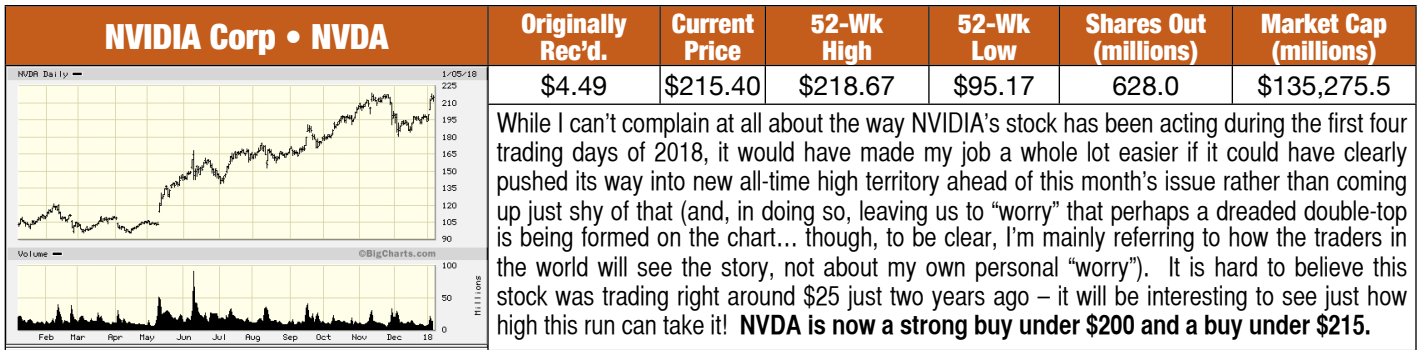 NVIDIA Corp • NVDA
Originally Rec'd.
Current Price
52-Wk High
52-Wk Low
Shares Out (millions)
Market Cap (millions)
$4.49
$215.40
$218.67
$95.17
628.0
$135,275.5
NVDA Daily
1/05/18
225
210
195
180
165
150
135
120
105
90
Volume
©BigCharts.com
100
50
0
Millions
Feb Mar Apr May Jun Jul Aug Sep Oct Nov Dec 18
While I can't complain at all about the way NVIDIA's stock has been acting during the first four
trading days of 2018, it would have made my job a whole lot easier if it could have clearly
pushed its way into new all-time high territory ahead of this month's issue rather than coming
up just shy of that (and, in doing so, leaving us to “worry” that perhaps a dreaded double-top
is being formed on the chart… though, to be clear, I'm mainly referring to how the traders in
the world will see the story, not about my own personal “worry”). It is hard to believe this
stock was trading right around $25 just two years ago – it will be interesting to see just how
high this run can take it! NVDA is now a strong buy under $200 and a buy under $215.